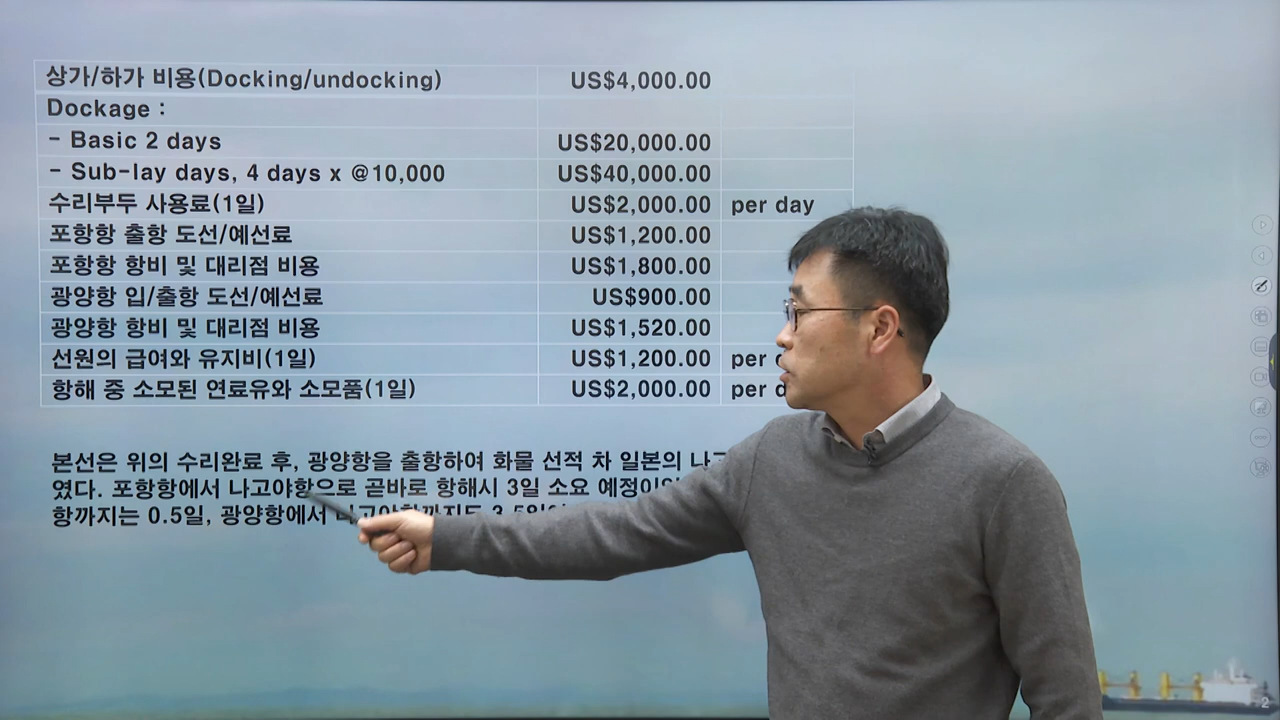 상가/하가 비용(Docking/undocking) US$4,000.00
Dockage :
- Basic 2 days US$20,000.00
- Sub-lay days, 4 days x @10,000 US$40,000.00
수리부두 사용료(1일) US$2,000.00 per day
포항항 출항 도선/예선료 US$1,200.00
포항항 항비 및 대리점 비용 US$1,800.00
광양항 입/출항 도선/예선료 US$900.00
광양항 항비 및 대리점 비용 US$1,520.00
선원의 급여와 유지비(1일) US$1,200.00 per
항해 중 소모된 연료유와 소모품(1일) US$2,000.00 per
본선은 위의 수리완료 후, 광양항을 출항하여 화물 선적 차 일본의
였다. 포항항에서 나고야항으로 곧바로 항해시 3일 소요
항까지는 0.5일, 광양항에서
2